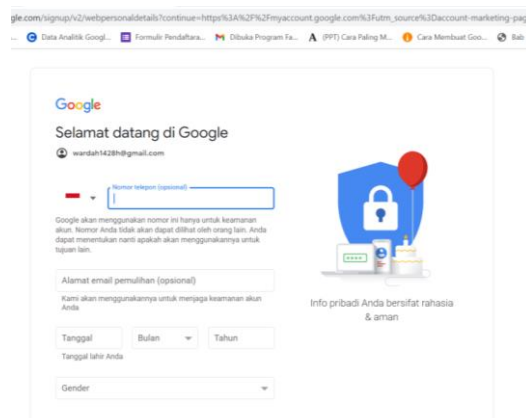 gle.com/signup/v2/webpersonaldetails?continue=https%3A%2F%2Fmyaccount.google.com%3Futm_source%3Daccount-marketing-pag
... Data Analitik Googl... Formulir Pendaftara... Dibuka Program Fa... (PPT) Cara Paling M... Cara Membuat Goo... Bab
Google
Selamat datang di Google
wardah1428h@gmail.com
Nomor telepon (opsional)
Google akan menggunakan nomor ini hanya untuk keamanan
akun. Nomor Anda tidak akan dapat dilihat oleh orang lain. Anda
dapat menentukan nanti apakah akan menggunakannya untuk
tujuan lain.
Alamat email pemulihan (opsional)
Kami akan menggunakannya untuk menjaga keamanan akun
Anda
Tanggal Bulan Tahun
Tanggal lahir Anda
Gender
Info pribadi Anda bersifat rahasia
& aman